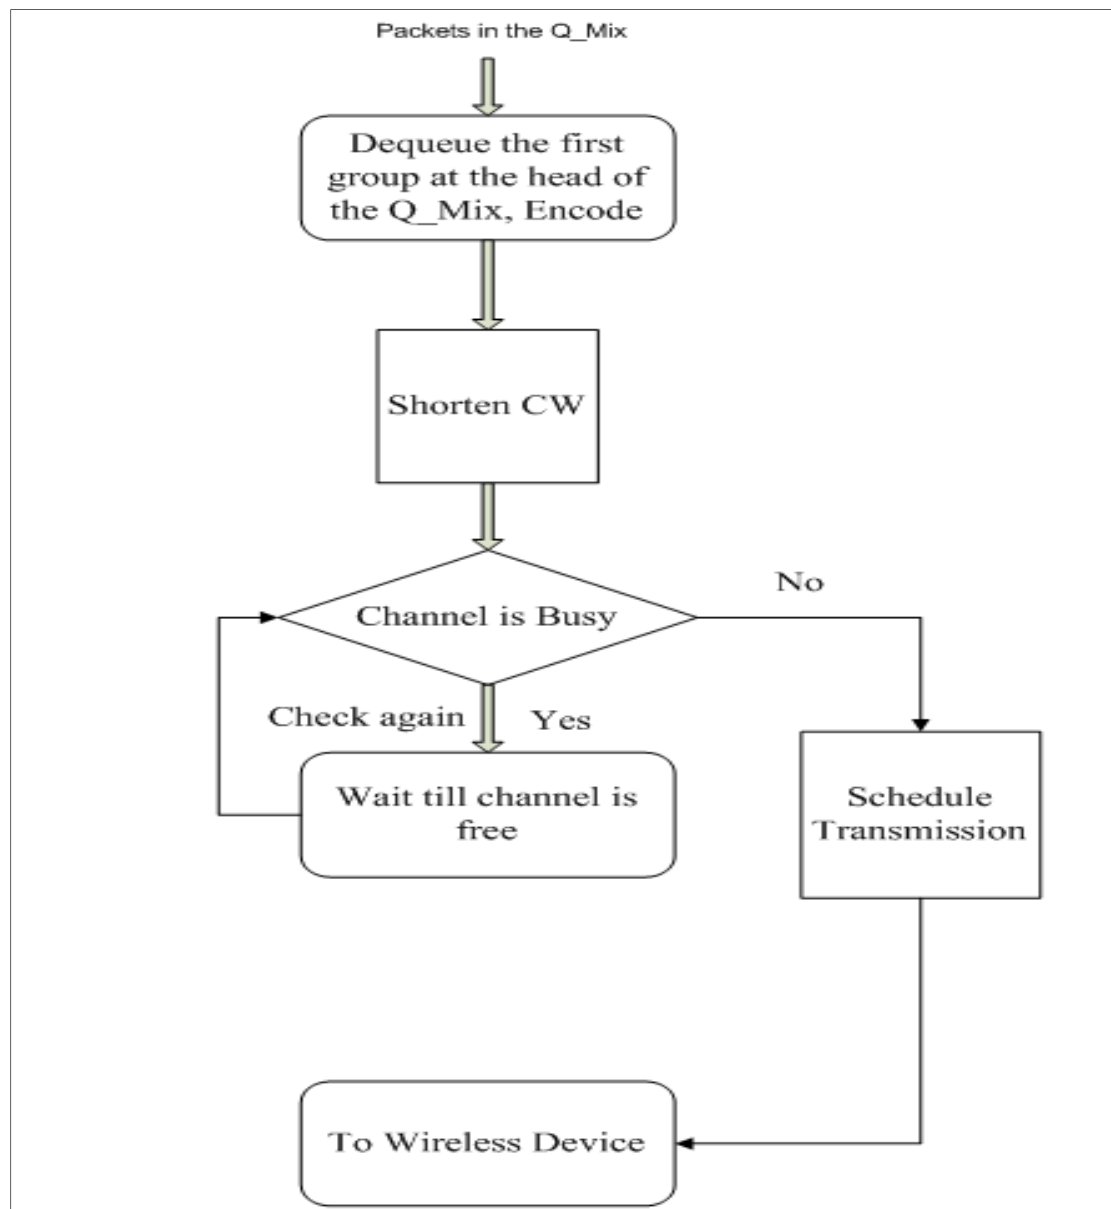 Packets in the Q_Mix
Dequeue the first
group at the head of
the Q_Mix, Encode
Shorten CW
Channel is Busy
No
Check again
Yes
Wait till channel is
free
Schedule
Transmission
To Wireless Device